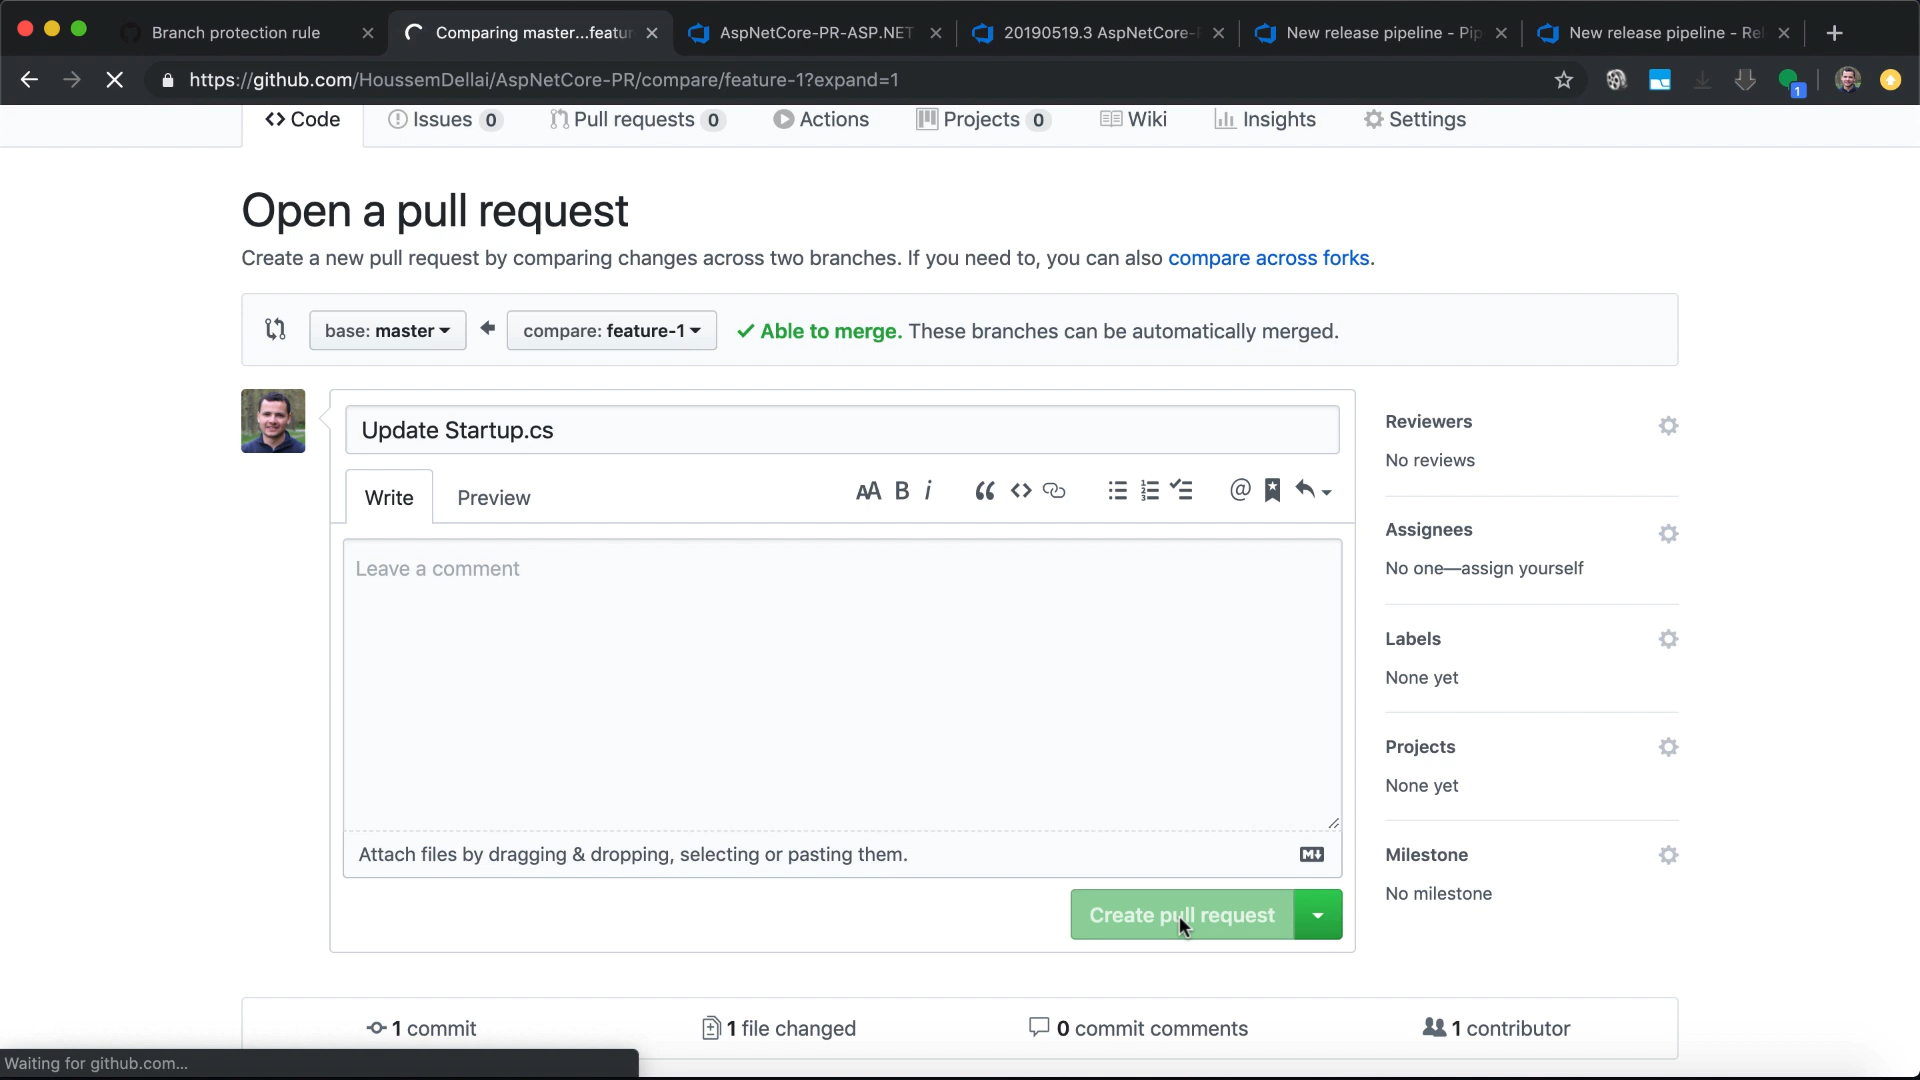 Branch protection rule
Comparing master...featur
AspNetCore-PR-ASP.NET
20190519.3 AspNetCore-
New release pipeline - Pip
New release pipeline - Rel
https://github.com/HoussemDellai/AspNetCore-PR/compare/feature-1?expand=1
1
Code
Issues 0
Pull requests 0
Actions
Projects 0
Wiki
Insights
Settings
Open a pull request
Create a new pull request by comparing changes across two branches. If you need to, you can also compare across forks.
base: master
compare: feature-1
Able to merge. These branches can be automatically merged.
Update Startup.cs
Write
Preview
Leave a comment
Attach files by dragging & dropping, selecting or pasting them.
Create pull request
Reviewers
No reviews
Assignees
No one—assign yourself
Labels
None yet
Projects
None yet
Milestone
No milestone
1 commit
1 file changed
0 commit comments
1 contributor
Waiting for github.com...